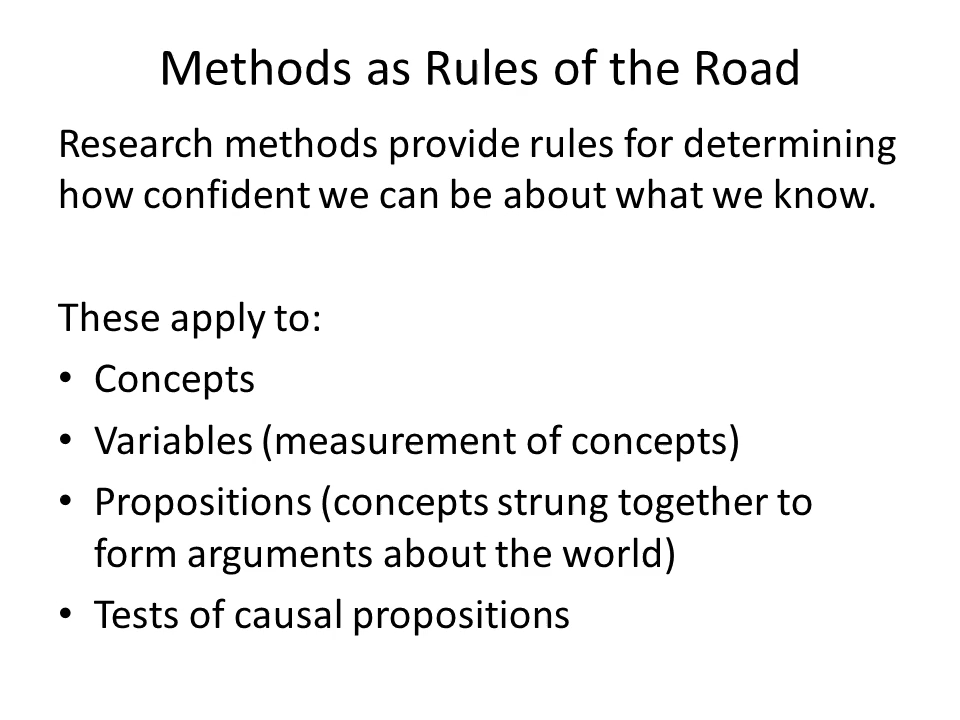 Methods as Rules of the Road
Research methods provide rules for determining
how confident we can be about what we know.
These apply to:
• Concepts
• Variables (measurement of concepts)
• Propositions (concepts strung together to
form arguments about the world)
• Tests of causal propositions